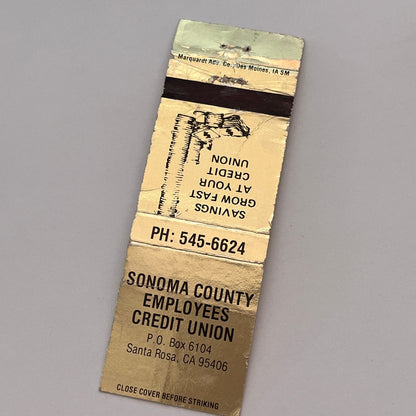 Marquardt Adv. Co., Des Moines, IA 5M
SAVINGS
GROW FAST
AT YOUR
CREDIT
UNION
PH: 545-6624
SONOMA COUNTY
EMPLOYEES
CREDIT UNION
P.O. Box 6104
Santa Rosa, CA 95406
CLOSE COVER BEFORE STRIKING